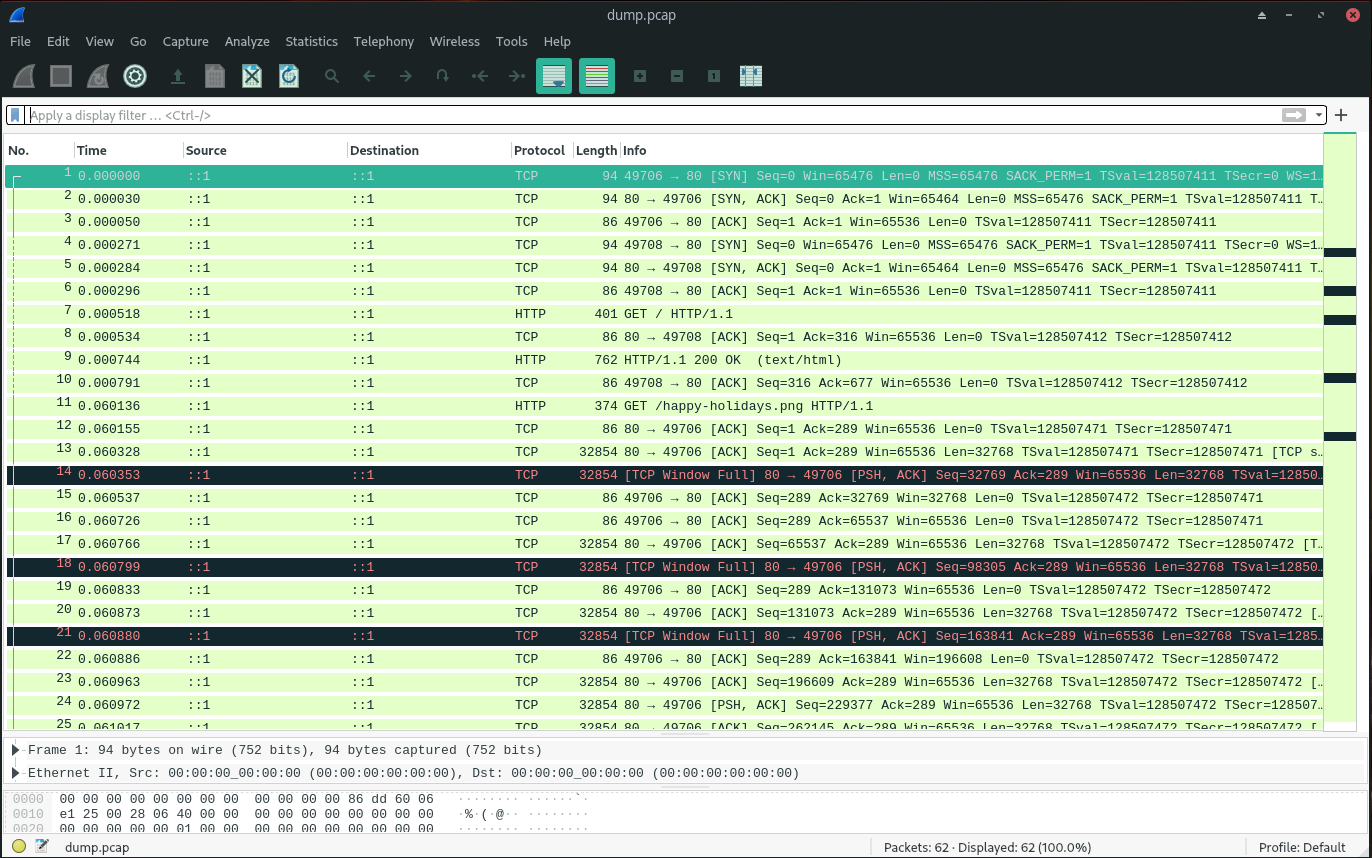 dump.pcap
File Edit View Go Capture Analyze Statistics Telephony Wireless Tools Help
Apply a display filter … <Ctrl-/>
No. Time Source Destination Protocol Length Info
1 0.000000 ::1 ::1 TCP 94 49706 → 80 [SYN] Seq=0 Win=65476 Len=0 MSS=65476 SACK_PERM=1 TSval=128507411 TSecr=0 WS=1…
2 0.000030 ::1 ::1 TCP 94 80 → 49706 [SYN, ACK] Seq=0 Ack=1 Win=65464 Len=0 MSS=65476 SACK_PERM=1 TSval=128507411 T…
3 0.000050 ::1 ::1 TCP 86 49706 → 80 [ACK] Seq=1 Ack=1 Win=65536 Len=0 TSval=128507411 TSecr=128507411
4 0.000271 ::1 ::1 TCP 94 49708 → 80 [SYN] Seq=0 Win=65476 Len=0 MSS=65476 SACK_PERM=1 TSval=128507411 TSecr=0 WS=1…
5 0.000284 ::1 ::1 TCP 94 80 → 49708 [SYN, ACK] Seq=0 Ack=1 Win=65464 Len=0 MSS=65476 SACK_PERM=1 TSval=128507411 T…
6 0.000296 ::1 ::1 TCP 86 49708 → 80 [ACK] Seq=1 Ack=1 Win=65536 Len=0 TSval=128507411 TSecr=128507411
7 0.000518 ::1 ::1 HTTP 401 GET / HTTP/1.1
8 0.000534 ::1 ::1 TCP 86 80 → 49708 [ACK] Seq=1 Ack=316 Win=65536 Len=0 TSval=128507412 TSecr=128507412
9 0.000744 ::1 ::1 HTTP 762 HTTP/1.1 200 OK  (text/html)
10 0.000791 ::1 ::1 TCP 86 49708 → 80 [ACK] Seq=316 Ack=677 Win=65536 Len=0 TSval=128507412 TSecr=128507412
11 0.060136 ::1 ::1 HTTP 374 GET /happy-holidays.png HTTP/1.1
12 0.060155 ::1 ::1 TCP 86 80 → 49706 [ACK] Seq=1 Ack=289 Win=65536 Len=0 TSval=128507471 TSecr=128507471
13 0.060328 ::1 ::1 TCP 32854 80 → 49706 [ACK] Seq=1 Ack=289 Win=65536 Len=32768 TSval=128507471 TSecr=128507471 [TCP s…
14 0.060353 ::1 ::1 TCP 32854 [TCP Window Full] 80 → 49706 [PSH, ACK] Seq=32769 Ack=289 Win=65536 Len=32768 TSval=12850…
15 0.060537 ::1 ::1 TCP 86 49706 → 80 [ACK] Seq=289 Ack=32769 Win=32768 Len=0 TSval=128507472 TSecr=128507471
16 0.060726 ::1 ::1 TCP 86 49706 → 80 [ACK] Seq=289 Ack=65537 Win=65536 Len=0 TSval=128507472 TSecr=128507471
17 0.060766 ::1 ::1 TCP 32854 80 → 49706 [ACK] Seq=65537 Ack=289 Win=65536 Len=32768 TSval=128507472 TSecr=128507472 [T…
18 0.060799 ::1 ::1 TCP 32854 [TCP Window Full] 80 → 49706 [PSH, ACK] Seq=98305 Ack=289 Win=65536 Len=32768 TSval=12850…
19 0.060833 ::1 ::1 TCP 86 49706 → 80 [ACK] Seq=289 Ack=131073 Win=65536 Len=0 TSval=128507472 TSecr=128507472
20 0.060873 ::1 ::1 TCP 32854 80 → 49706 [ACK] Seq=131073 Ack=289 Win=65536 Len=32768 TSval=128507472 TSecr=128507472 […
21 0.060880 ::1 ::1 TCP 32854 [TCP Window Full] 80 → 49706 [PSH, ACK] Seq=163841 Ack=289 Win=65536 Len=32768 TSval=1285…
22 0.060886 ::1 ::1 TCP 86 49706 → 80 [ACK] Seq=289 Ack=163841 Win=196608 Len=0 TSval=128507472 TSecr=128507472
23 0.060963 ::1 ::1 TCP 32854 80 → 49706 [ACK] Seq=196609 Ack=289 Win=65536 Len=32768 TSval=128507472 TSecr=128507472 […
24 0.060972 ::1 ::1 TCP 32854 80 → 49706 [PSH, ACK] Seq=229377 Ack=289 Win=65536 Len=32768 TSval=128507472 TSecr=128507…
25 0.061017 ::1 ::1 TCP 32854 80 → 49706 [ACK] Seq=262145 Ack=289 Win=65536 Len=32768 TSval=128507472 TSecr=128507472 […
Frame 1: 94 bytes on wire (752 bits), 94 bytes captured (752 bits)
Ethernet II, Src: 00:00:00_00:00:00 (00:00:00:00:00:00), Dst: 00:00:00_00:00:00 (00:00:00:00:00:00)
0000 00 00 00 00 00 00 00 00 00 00 00 00 86 dd 60 06 ········ ······`·
0010 e1 25 00 28 06 40 00 00 00 00 00 00 00 00 00 00 ·%·(·@·· ········
0020 00 00 00 00 00 01 00 00 00 00 00 00 00 00 00 00 ········ ········
dump.pcap
Packets: 62 · Displayed: 62 (100.0%)
Profile: Default